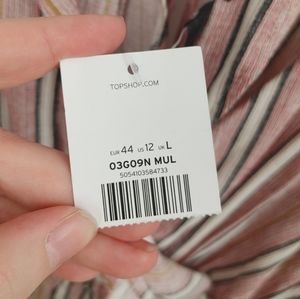 TOPSHOP.COM
EUR 44 US 12 UK L
03G09N MUL
5054103584733